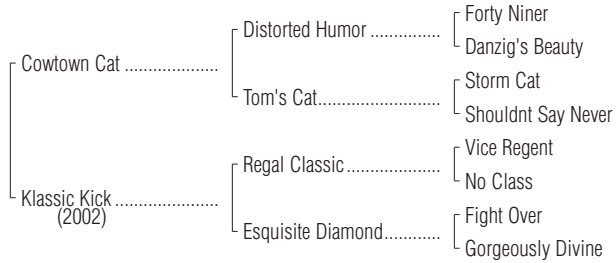 Forty Niner
Distorted Humor ..............
Danzig's Beauty
Cowtown Cat ....................
Storm Cat
Tom's Cat..........................
Shouldnt Say Never
Vice Regent
Regal Classic ....................
No Class
Klassic Kick ......................
(2002)
Fight Over
Esquisite Diamond..............
Gorgeously Divine